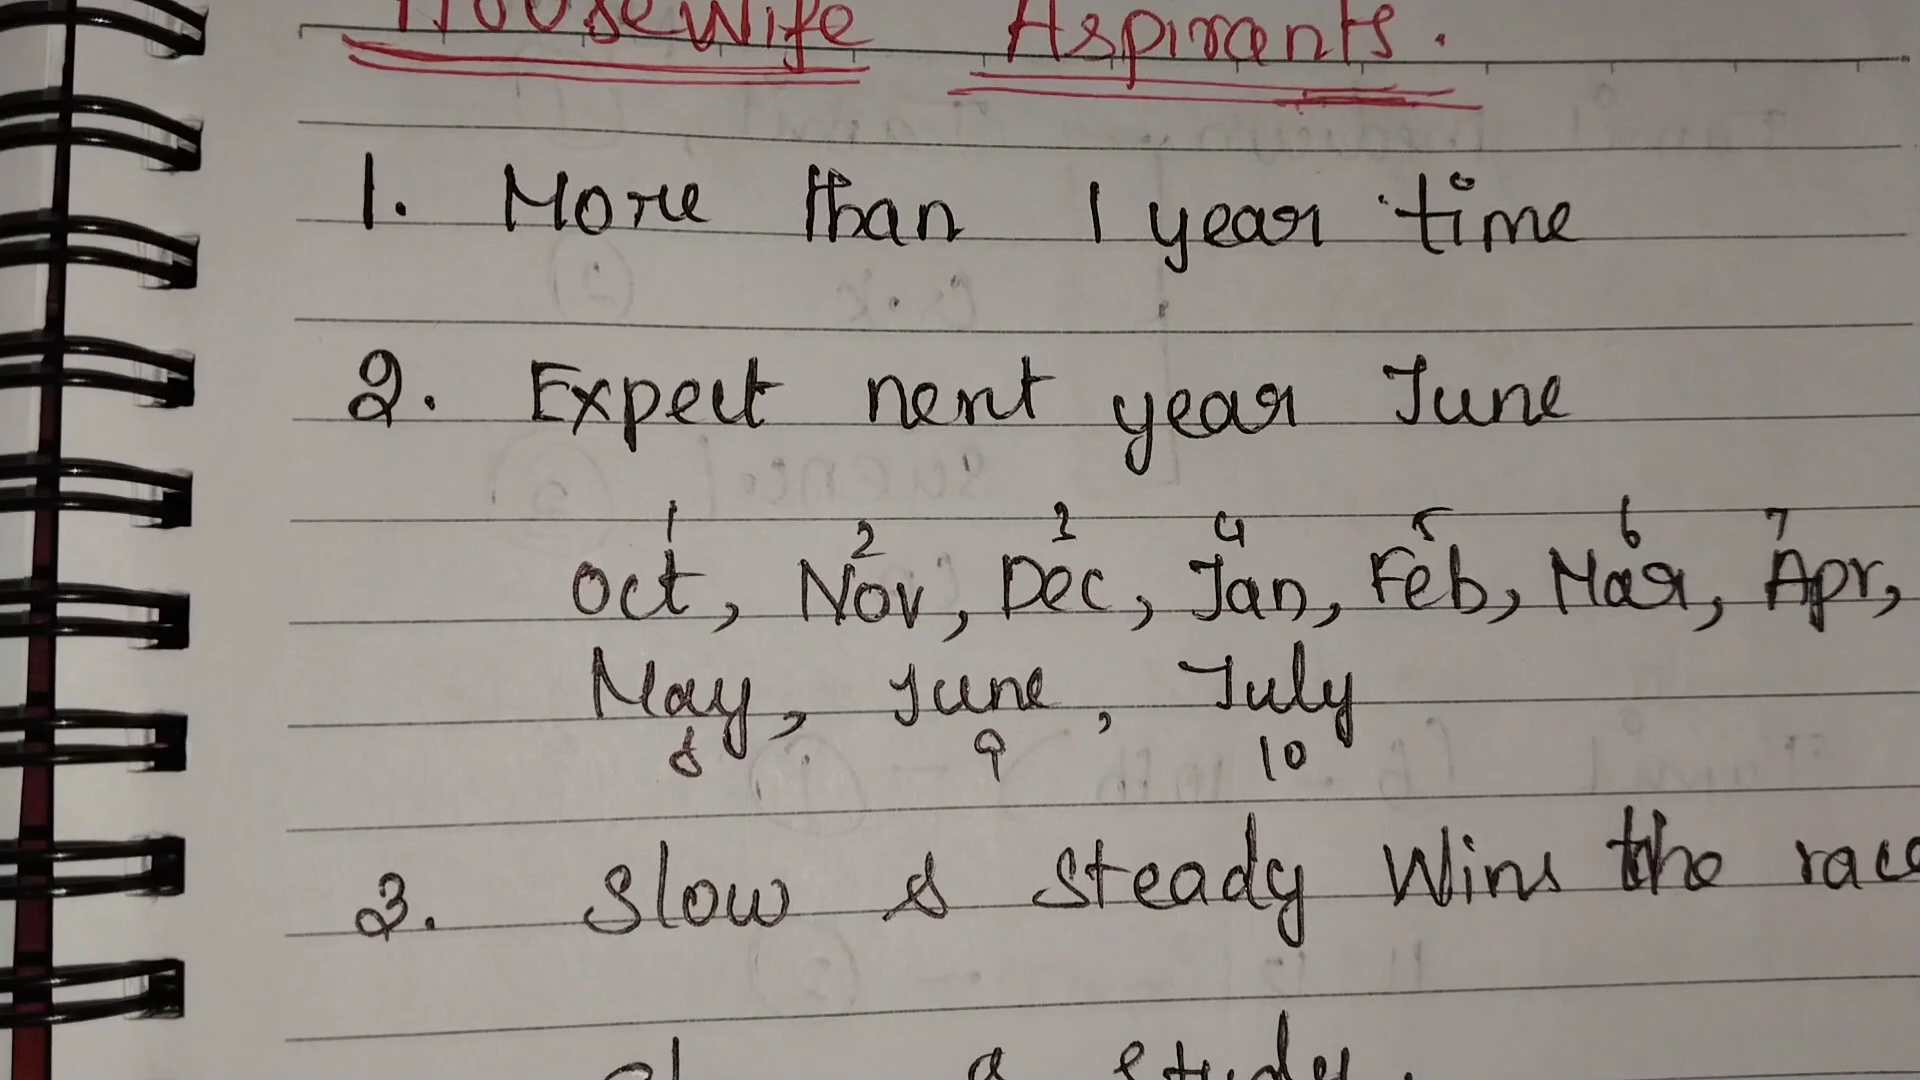 Housewife Aspirants.
1. More than 1 year time
2. Expect next year June
1 2 3 4 5 6 7
Oct, Nov, Dec, Jan, Feb, Mar, Apr,
May, June, July
8 9 10
3. Slow & steady Wins the race